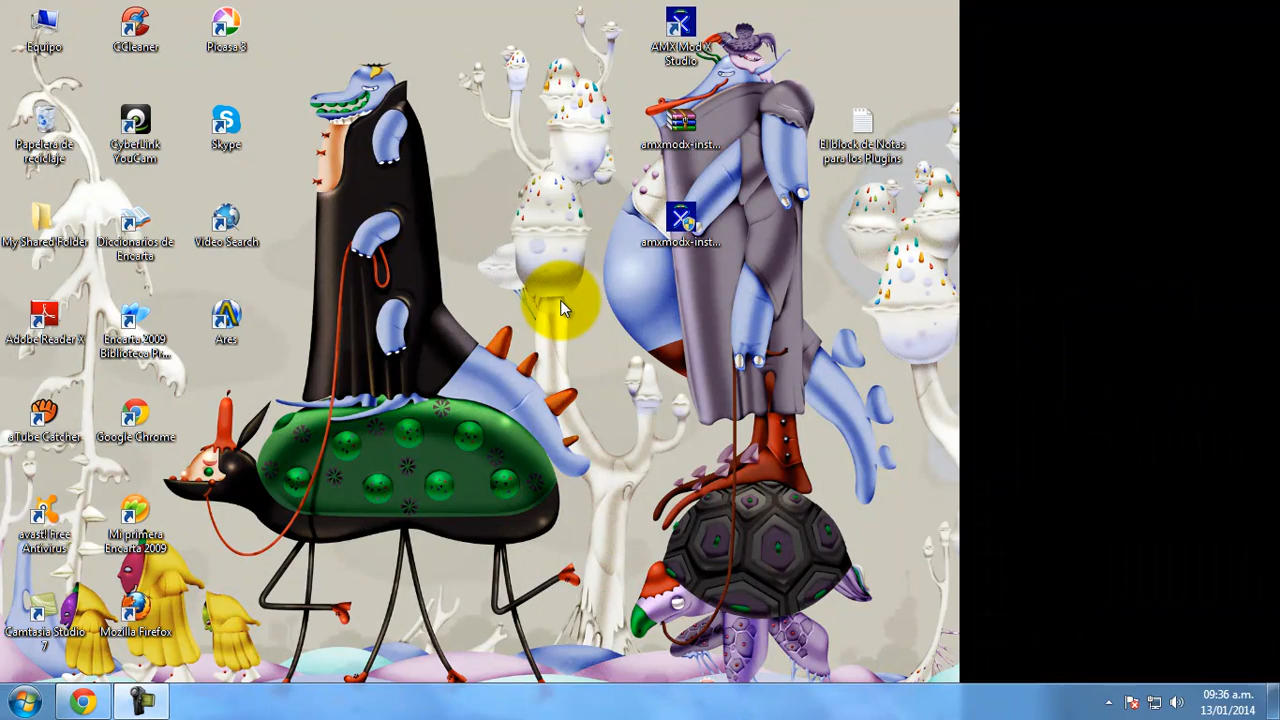 Equipo
CCleaner
Picasa 3
AMX Mod X
Studio
Papelera de
reciclaje
CyberLink
YouCam
Skype
amxmodx-inst...
El block de Notas
para los Plugins
My Shared Folder
Diccionarios de
Encarta
Video Search
amxmodx-inst...
Adobe Reader X
Encarta 2009
Biblioteca Pr...
Ares
aTube Catcher
Google Chrome
avast! Free
Antivirus
Mi primera
Encarta 2009
Camtasia Studio
7
Mozilla Firefox
09:36 a.m.
13/01/2014